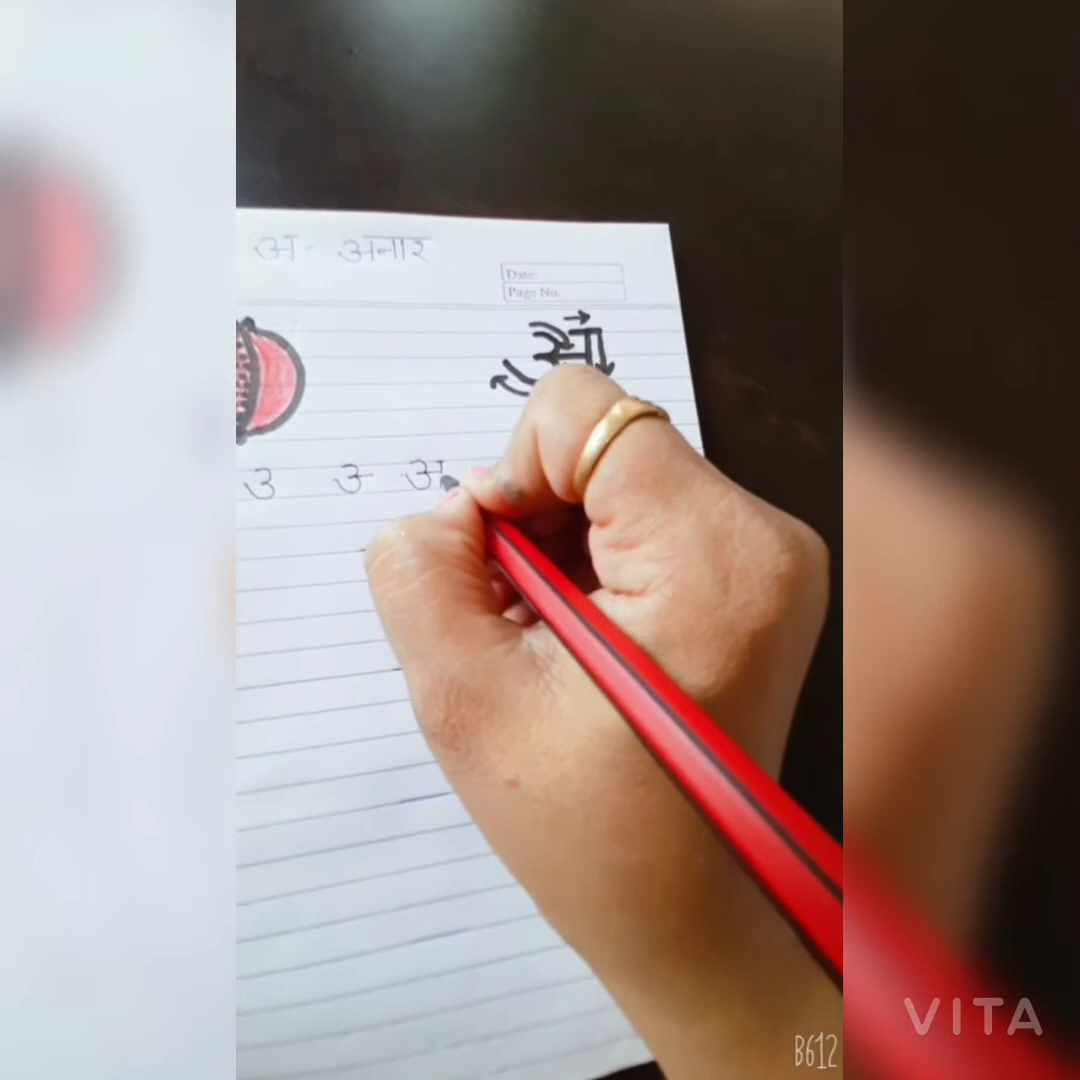 अ - अनार
Date:
Page No.
उ उ- अ
VITA
B612